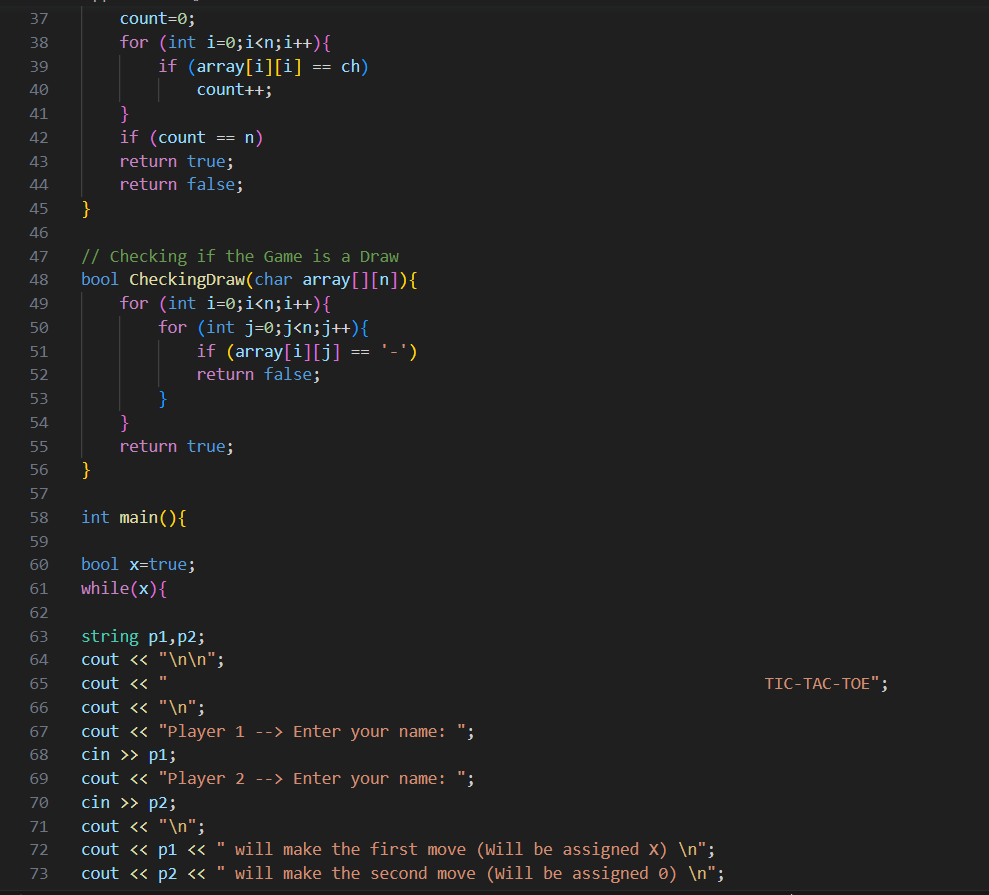 37 count=0;
38 for (int i=0;i<n;i++){
39 if (array[i][i] == ch)
40 count++;
41 }
42 if (count == n)
43 return true;
44 return false;
45 }
46
47 // Checking if the Game is a Draw
48 bool CheckingDraw(char array[][n]){
49 for (int i=0;i<n;i++){
50 for (int j=0;j<n;j++){
51 if (array[i][j] == '-')
52 return false;
53 }
54 }
55 return true;
56 }
57
58 int main(){
59
60 bool x=true;
61 while(x){
62
63 string p1,p2;
64 cout << "\n\n";
65 cout << "                                                               TIC-TAC-TOE";
66 cout << "\n";
67 cout << "Player 1 --> Enter your name: ";
68 cin >> p1;
69 cout << "Player 2 --> Enter your name: ";
70 cin >> p2;
71 cout << "\n";
72 cout << p1 << " will make the first move (Will be assigned X) \n";
73 cout << p2 << " will make the second move (Will be assigned 0) \n";